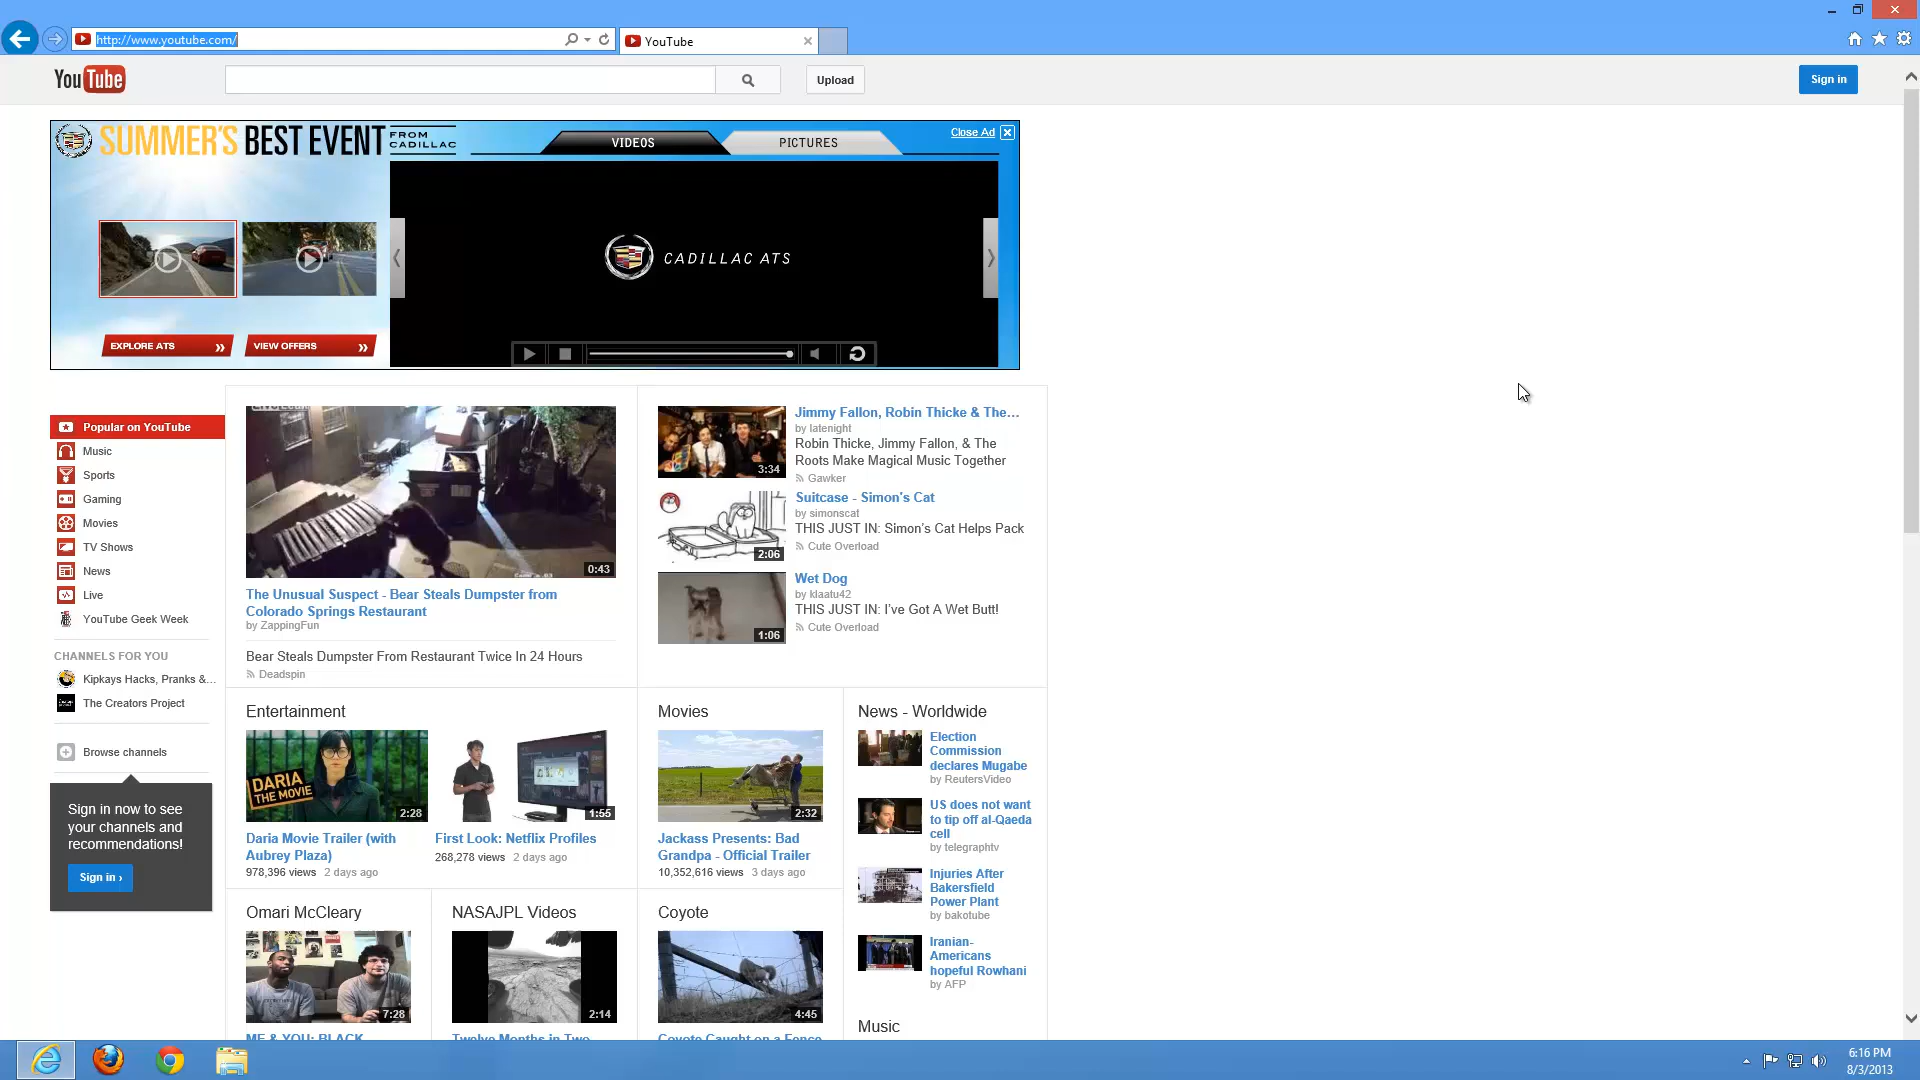 http://www.youtube.com/
YouTube
YouTube
Upload
Sign in
SUMMER'S BEST EVENT FROM CADILLAC
VIDEOS
PICTURES
Close Ad
CADILLAC ATS
EXPLORE ATS
VIEW OFFERS
Popular on YouTube
Music
Sports
Gaming
Movies
TV Shows
News
Live
YouTube Geek Week
CHANNELS FOR YOU
Kipkays Hacks, Pranks &...
The Creators Project
Browse channels
Sign in now to see
your channels and
recommendations!
Sign in ›
0:43
The Unusual Suspect - Bear Steals Dumpster from
Colorado Springs Restaurant
by ZappingFun
Bear Steals Dumpster From Restaurant Twice In 24 Hours
Deadspin
3:34
Jimmy Fallon, Robin Thicke & The...
by latenight
Robin Thicke, Jimmy Fallon, & The
Roots Make Magical Music Together
Gawker
2:06
Suitcase - Simon's Cat
by simonscat
THIS JUST IN: Simon's Cat Helps Pack
Cute Overload
1:06
Wet Dog
by klaatu42
THIS JUST IN: I've Got A Wet Butt!
Cute Overload
Entertainment
DARIA
THE MOVIE
2:28
Daria Movie Trailer (with
Aubrey Plaza)
978,396 views 2 days ago
1:55
First Look: Netflix Profiles
268,278 views 2 days ago
Movies
2:32
Jackass Presents: Bad
Grandpa - Official Trailer
10,352,616 views 3 days ago
News - Worldwide
Election
Commission
declares Mugabe
by ReutersVideo
US does not want
to tip off al-Qaeda
cell
by telegraphtv
Injuries After
Bakersfield
Power Plant
by bakotube
Iranian-
Americans
hopeful Rowhani
by AFP
Music
Omari McCleary
7:28
ME & YOU: BLACK
NASAJPL Videos
2:14
Twelve Months in Two
Coyote
4:45
Coyote Caught on a Fence
6:16 PM
8/3/2013